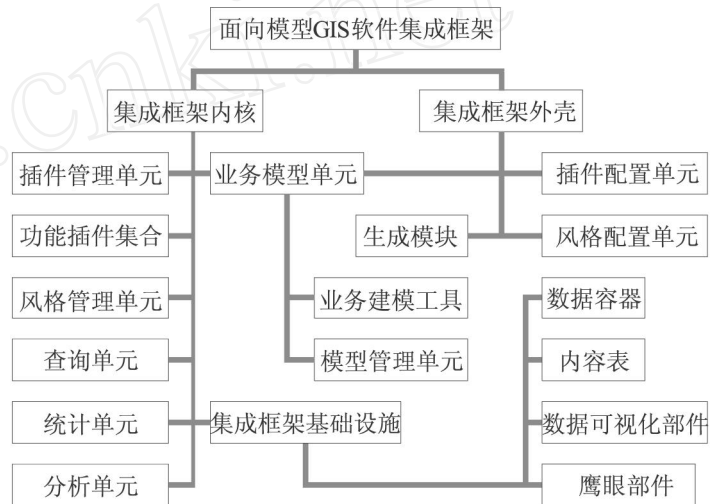 面向模型GIS软件集成框架
集成框架内核
集成框架外壳
插件管理单元
业务模型单元
插件配置单元
功能插件集合
生成模块
风格配置单元
风格管理单元
业务建模工具
数据容器
查询单元
模型管理单元
内容表
统计单元
集成框架基础设施
数据可视化部件
分析单元
鹰眼部件